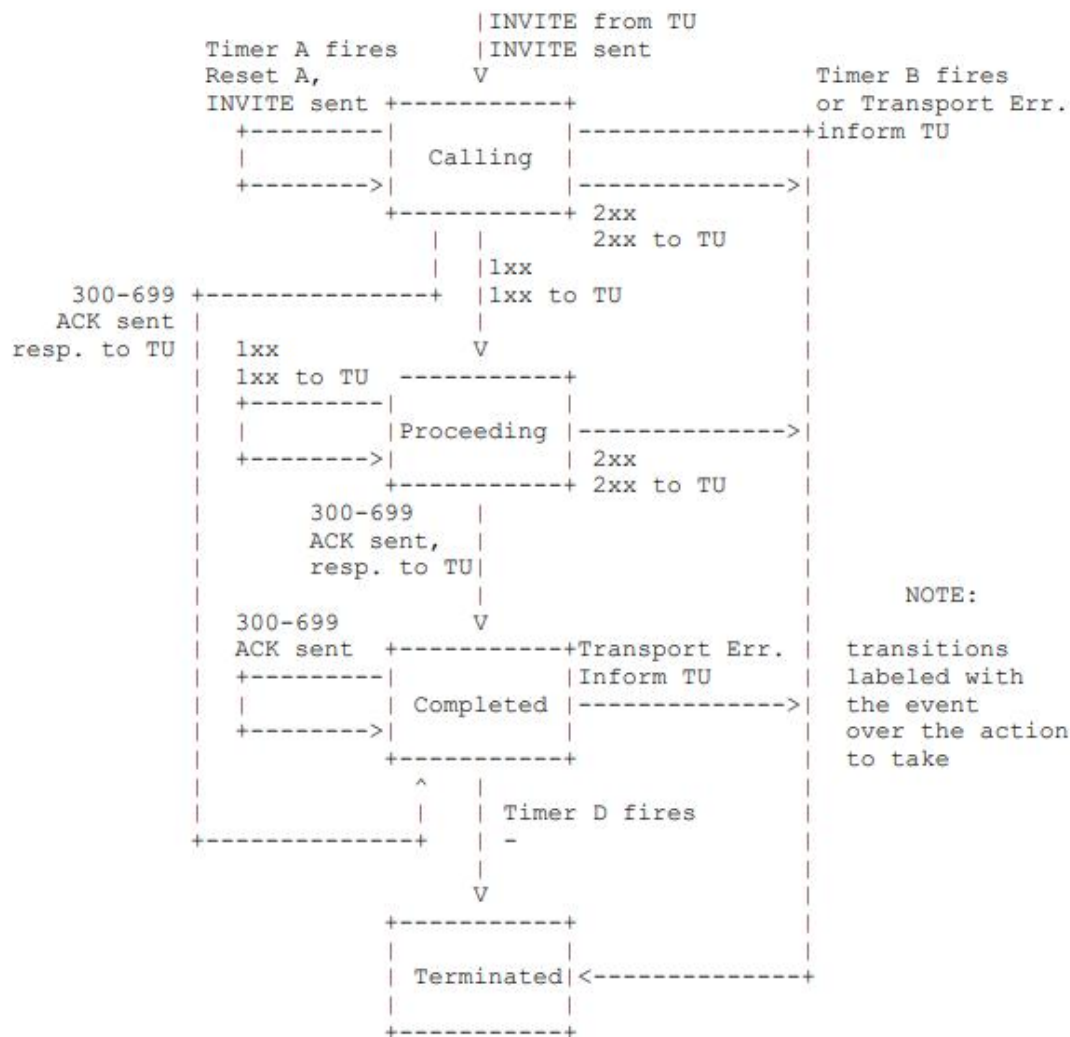 |INVITE from TU
Timer A fires     |INVITE sent
Reset A,          V                      Timer B fires
INVITE sent +-----------+                or Transport Err.
+---------|           |---------------+inform TU
|         |  Calling  |               |
+-------->|           |-------------->|
+-----------+ 2xx           |
|  |       2xx to TU     |
|  |1xx                  |
300-699 +---------------+  |1xx to TU            |
ACK sent |                  |                     |
resp. to TU |  1xx             V                     |
|  1xx to TU  -----------+               |
|  +---------|           |               |
|  |         |Proceeding |-------------->|
|  +-------->|           | 2xx           |
|            +-----------+ 2xx to TU     |
|       300-699    |                     |
|       ACK sent,  |                     |
|       resp. to TU|                     |
|                  |                     |      NOTE:
|  300-699         V                     |
|  ACK sent  +-----------+Transport Err. |  transitions
|  +---------|           |Inform TU      |  labeled with
|  |         | Completed |-------------->|  the event
|  +-------->|           |               |  over the action
|            +-----------+               |  to take
|              ^   |                     |
|              |   | Timer D fires       |
+--------------+   | -                   |
|                     |
V                     |
+-----------+               |
|           |               |
| Terminated|<--------------+
|           |
+-----------+